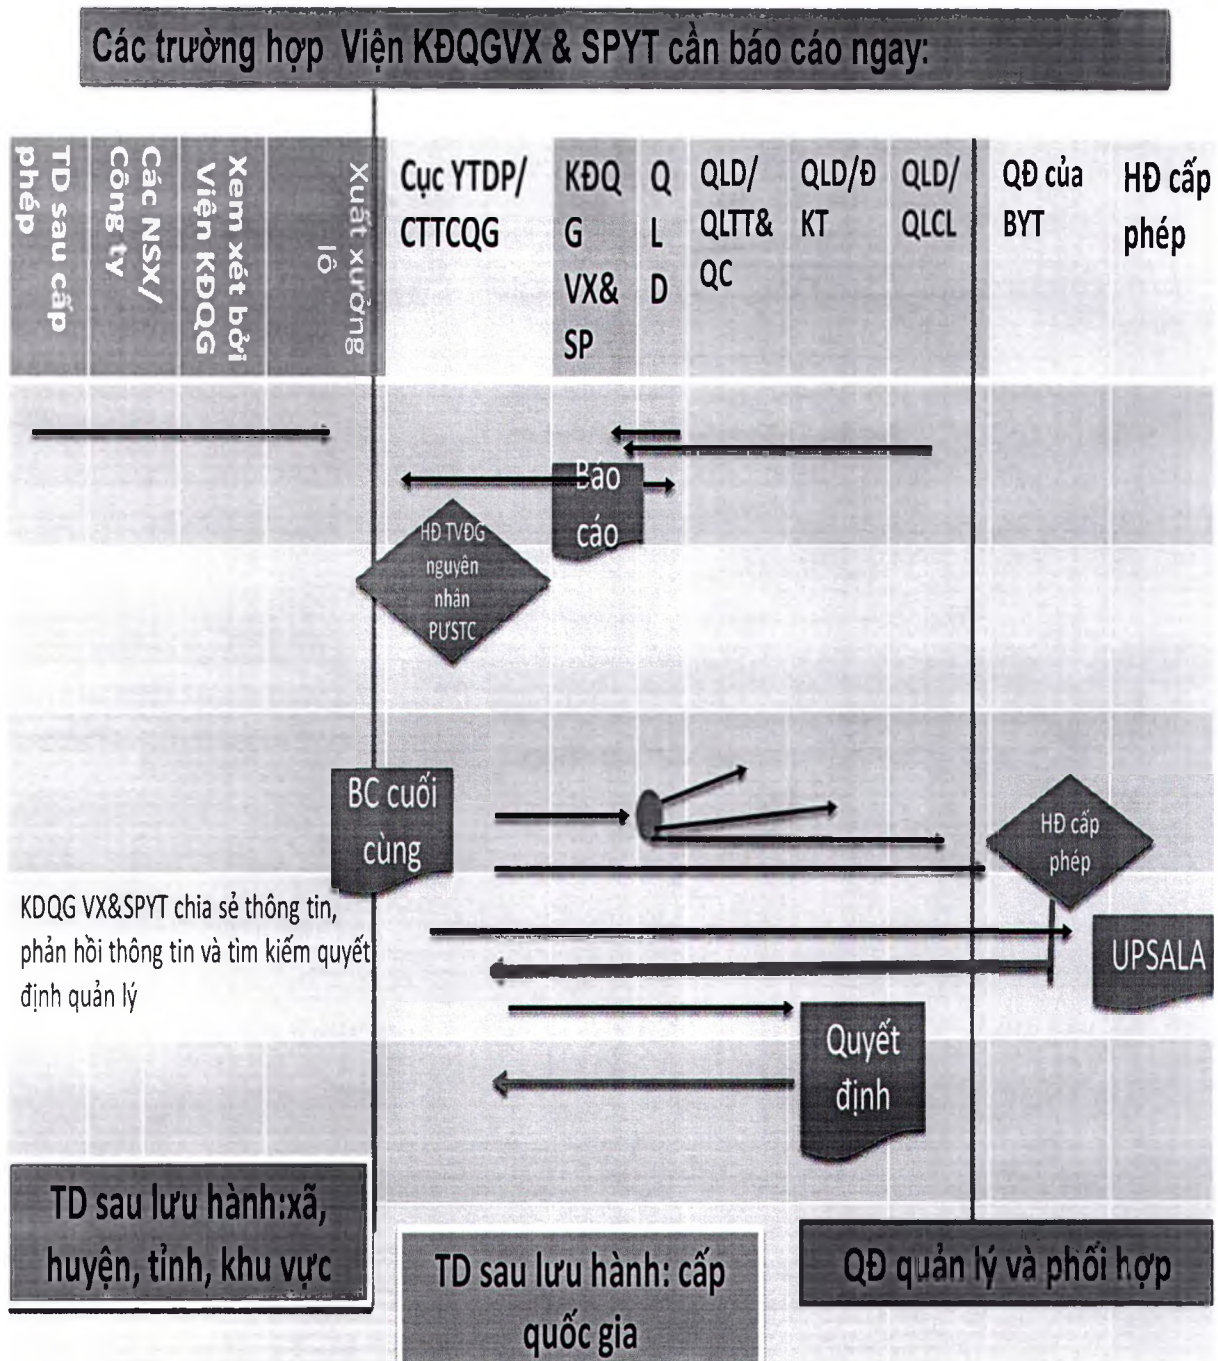 Các trường hợp Viện KĐQGVX & SPYT cần báo cáo ngay:
TD sau cấp
phép
Các NSX/
Công ty
Xem xét bởi
Viện KĐQG
Xuất xưởng
lô
Cục YTDP/
CTTCQG
KĐQ
G
VX&
SP
Q
L
D
QLD/
QLTT&
QC
QLD/Đ
KT
QLD/
QLCL
QĐ của
BYT
HĐ cấp
phép
Báo
cáo
HĐ TVĐG
nguyên
nhân
PƯSTC
BC cuối
cùng
HĐ cấp
phép
KDQG VX&SPYT chia sẻ thông tin,
phản hồi thông tin và tìm kiếm quyết
định quản lý
UPSALA
Quyết
định
TD sau lưu hành:xã,
huyện, tỉnh, khu vực
TD sau lưu hành: cấp
quốc gia
QĐ quản lý và phối hợp